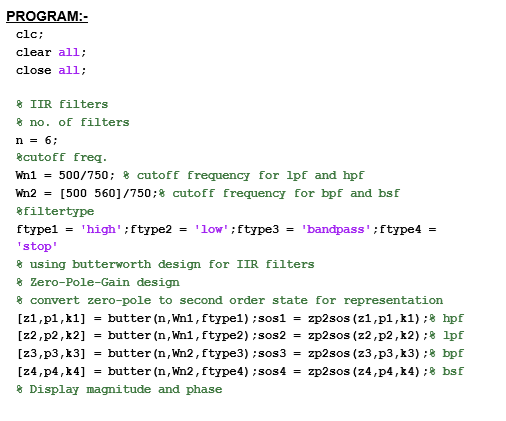 PROGRAM:-
clc;
clear all;
close all;
% IIR filters
% no. of filters
n = 6;
%cutoff freq.
Wn1 = 500/750; % cutoff frequency for lpf and hpf
Wn2 = [500 560]/750;% cutoff frequency for bpf and bsf
%filtertype
ftype1 = 'high';ftype2 = 'low';ftype3 = 'bandpass';ftype4 =
'stop'
% using butterworth design for IIR filters
% Zero-Pole-Gain design
% convert zero-pole to second order state for representation
[z1,p1,k1] = butter(n,Wn1,ftype1);sos1 = zp2sos(z1,p1,k1);% hpf
[z2,p2,k2] = butter(n,Wn1,ftype2);sos2 = zp2sos(z2,p2,k2);% lpf
[z3,p3,k3] = butter(n,Wn2,ftype3);sos3 = zp2sos(z3,p3,k3);% bpf
[z4,p4,k4] = butter(n,Wn2,ftype4);sos4 = zp2sos(z4,p4,k4);% bsf
% Display magnitude and phase